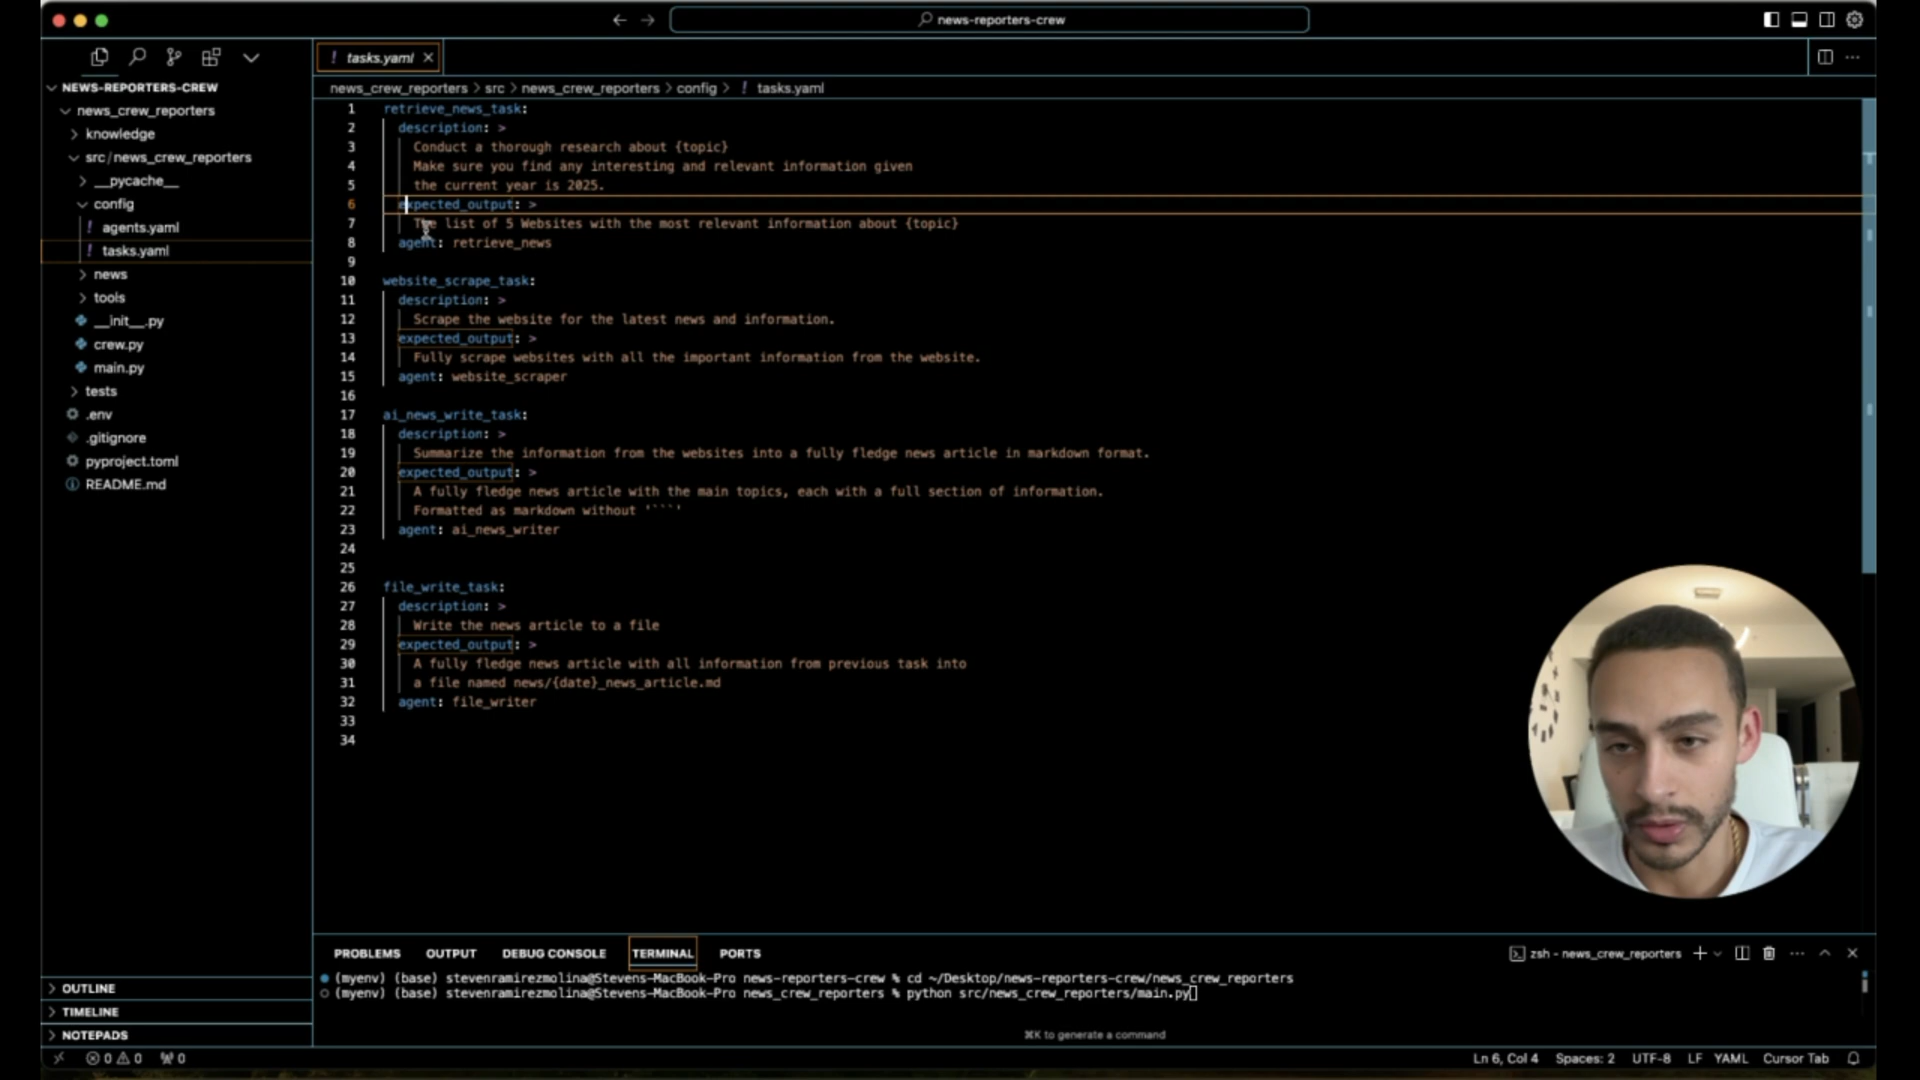 news-reporters-crew
NEWS-REPORTERS-CREW
news_crew_reporters
knowledge
src/news_crew_reporters
__pycache__
config
! agents.yaml
! tasks.yaml
news
tools
__init__.py
crew.py
main.py
tests
.env
.gitignore
pyproject.toml
README.md
OUTLINE
TIMELINE
NOTEPADS
! tasks.yaml
news_crew_reporters > src > news_crew_reporters > config > ! tasks.yaml
1 retrieve_news_task:
2 description: >
3 Conduct a thorough research about {topic}
4 Make sure you find any interesting and relevant information given
5 the current year is 2025.
6 expected_output: >
7 The list of 5 Websites with the most relevant information about {topic}
8 agent: retrieve_news
9
10 website_scrape_task:
11 description: >
12 Scrape the website for the latest news and information.
13 expected_output: >
14 Fully scrape websites with all the important information from the website.
15 agent: website_scraper
16
17 ai_news_write_task:
18 description: >
19 Summarize the information from the websites into a fully fledge news article in markdown format.
20 expected_output: >
21 A fully fledge news article with the main topics, each with a full section of information.
22 Formatted as markdown without '```'
23 agent: ai_news_writer
24
25
26 file_write_task:
27 description: >
28 Write the news article to a file
29 expected_output: >
30 A fully fledge news article with all information from previous task into
31 a file named news/{date}_news_article.md
32 agent: file_writer
33
34
PROBLEMS OUTPUT DEBUG CONSOLE TERMINAL PORTS
zsh - news_crew_reporters
(myenv) (base) stevenramirezmolina@Stevens-MacBook-Pro news-reporters-crew % cd ~/Desktop/news-reporters-crew/news_crew_reporters
(myenv) (base) stevenramirezmolina@Stevens-MacBook-Pro news_crew_reporters % python src/news_crew_reporters/main.py
⌘K to generate a command
0 0 0
Ln 6, Col 4 Spaces: 2 UTF-8 LF YAML Cursor Tab